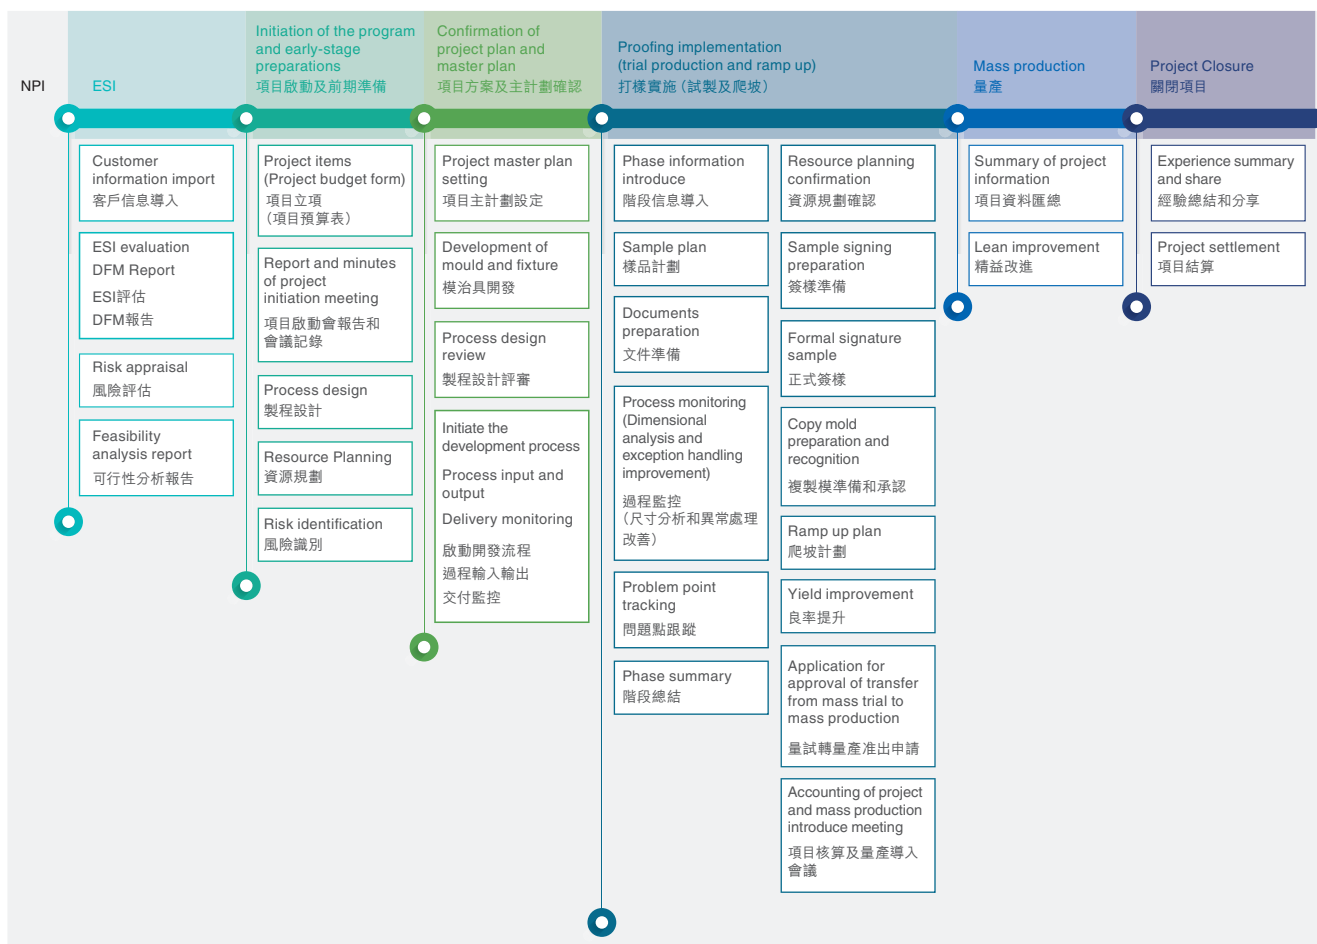 NPI
ESI
Initiation of the program
and early-stage
preparations
項目啟動及前期準備
Confirmation of
project plan and
master plan
項目方案及主計劃確認
Proofing implementation
(trial production and ramp up)
打樣實施（試製及爬坡）
Mass production
量產
Project Closure
關閉項目
Customer
information import
客戶信息導入
ESI evaluation
DFM Report
ESI評估
DFM報告
Risk appraisal
風險評估
Feasibility
analysis report
可行性分析報告
Project items
(Project budget form)
項目立項
（項目預算表）
Report and minutes
of project
initiation meeting
項目啟動會報告和
會議記錄
Process design
製程設計
Resource Planning
資源規劃
Risk identification
風險識別
Project master plan
setting
項目主計劃設定
Development of
mould and fixture
模治具開發
Process design
review
製程設計評審
Initiate the
development process
Process input and
output
Delivery monitoring
啟動開發流程
過程輸入輸出
交付監控
Phase information
introduce
階段信息導入
Sample plan
樣品計劃
Documents
preparation
文件準備
Process monitoring
(Dimensional
analysis and
exception handling
improvement)
過程監控
（尺寸分析和異常處理
改善）
Problem point
tracking
問題點跟蹤
Phase summary
階段總結
Resource planning
confirmation
資源規劃確認
Sample signing
preparation
簽樣準備
Formal signature
sample
正式簽樣
Copy mold
preparation and
recognition
複製模準備和承認
Ramp up plan
爬坡計劃
Yield improvement
良率提升
Application for
approval of transfer
from mass trial to
mass production
量試轉量產准出申請
Accounting of project
and mass production
introduce meeting
項目核算及量產導入
會議
Summary of project
information
項目資料匯總
Lean improvement
精益改進
Experience summary
and share
經驗總結和分享
Project settlement
項目結算